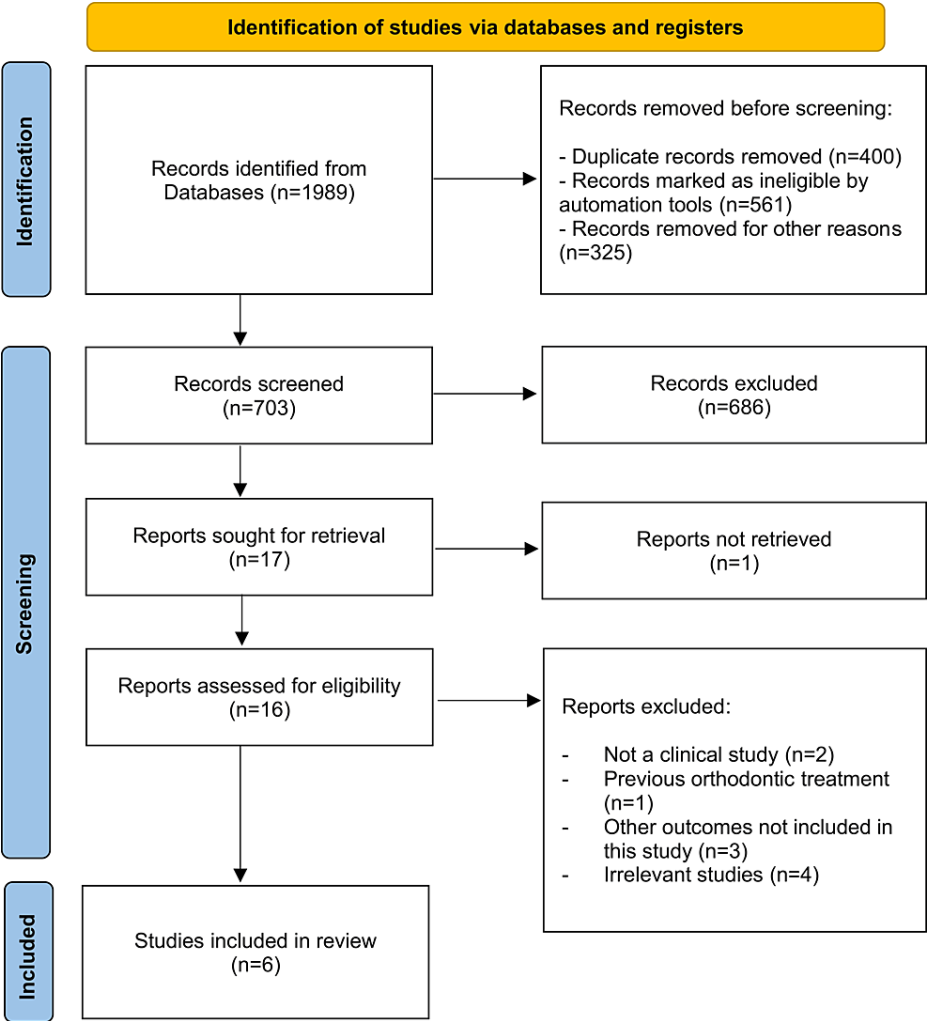 Identification of studies via databases and registers
Identification
Records identified from
Databases (n=1989)
Records removed before screening:
- Duplicate records removed (n=400)
- Records marked as ineligible by
automation tools (n=561)
- Records removed for other reasons
(n=325)
Screening
Records screened
(n=703)
Records excluded
(n=686)
Reports sought for retrieval
(n=17)
Reports not retrieved
(n=1)
Reports assessed for eligibility
(n=16)
Reports excluded:
- Not a clinical study (n=2)
- Previous orthodontic treatment
(n=1)
- Other outcomes not included in
this study (n=3)
- Irrelevant studies (n=4)
Included
Studies included in review
(n=6)